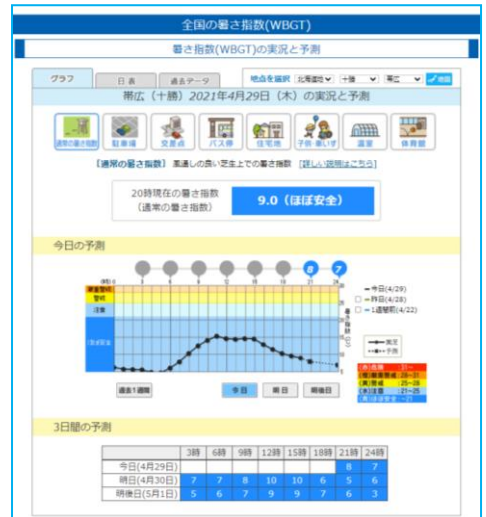 全国の暑さ指数(WBGT)
暑さ指数(WBGT)の実況と予測
グラフ 日表 過去データ 地点を選択 北海道地 十勝 帯広 地図
帯広（十勝）2021年4月29日（木）の実況と予測
通常の暑さ指数 駐車場 交差点 バス停 住宅地 子供・車いす 温室 体育館
【通常の暑さ指数】 風通しの良い芝生上での暑さ指数 [詳しい説明はこちら]
20時現在の暑さ指数
（通常の暑さ指数）
9.0（ほぼ安全）
今日の予測
8 7
厳重警戒
警戒
注意
ほぼ安全
暑さ指数(℃)
今日(4/29)
昨日(4/28)
1週間前(4/22)
実況
予測
(赤)危険 :31~
(橙)厳重警戒:28~31
(黄)警戒 :25~28
(水)注意 :21~25
(青)ほぼ安全:~21
過去1週間 今日 明日 明後日
3日間の予測
3時 6時 9時 12時 15時 18時 21時 24時
今日(4月29日) 8 7
明日(4月30日) 7 7 8 10 10 6 5 6
明後日(5月1日) 5 6 7 9 9 7 6 3